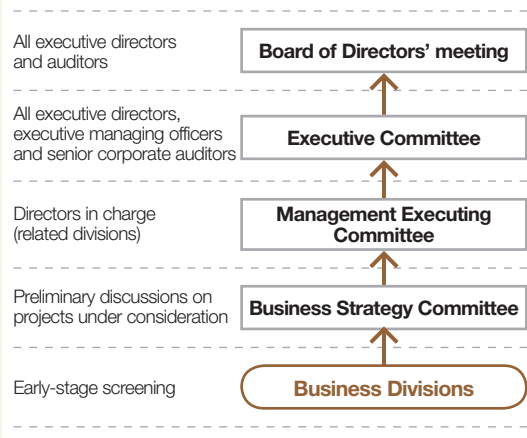 All executive directors
and auditors
Board of Directors’ meeting
All executive directors,
executive managing officers
and senior corporate auditors
Executive Committee
Directors in charge
(related divisions)
Management Executing
Committee
Preliminary discussions on
projects under consideration
Business Strategy Committee
Early-stage screening
Business Divisions